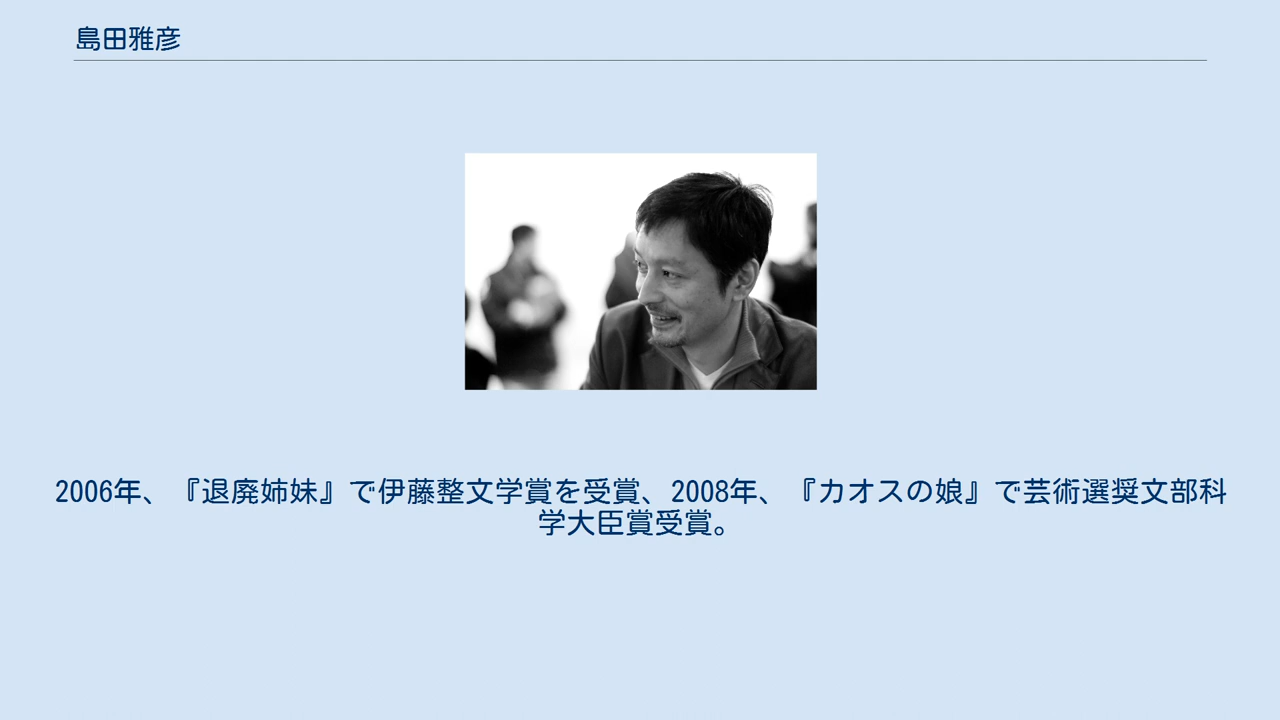 島田雅彦
2006年、『退廃姉妹』で伊藤整文学賞を受賞、2008年、『カオスの娘』で芸術選奨文部科
学大臣賞受賞。